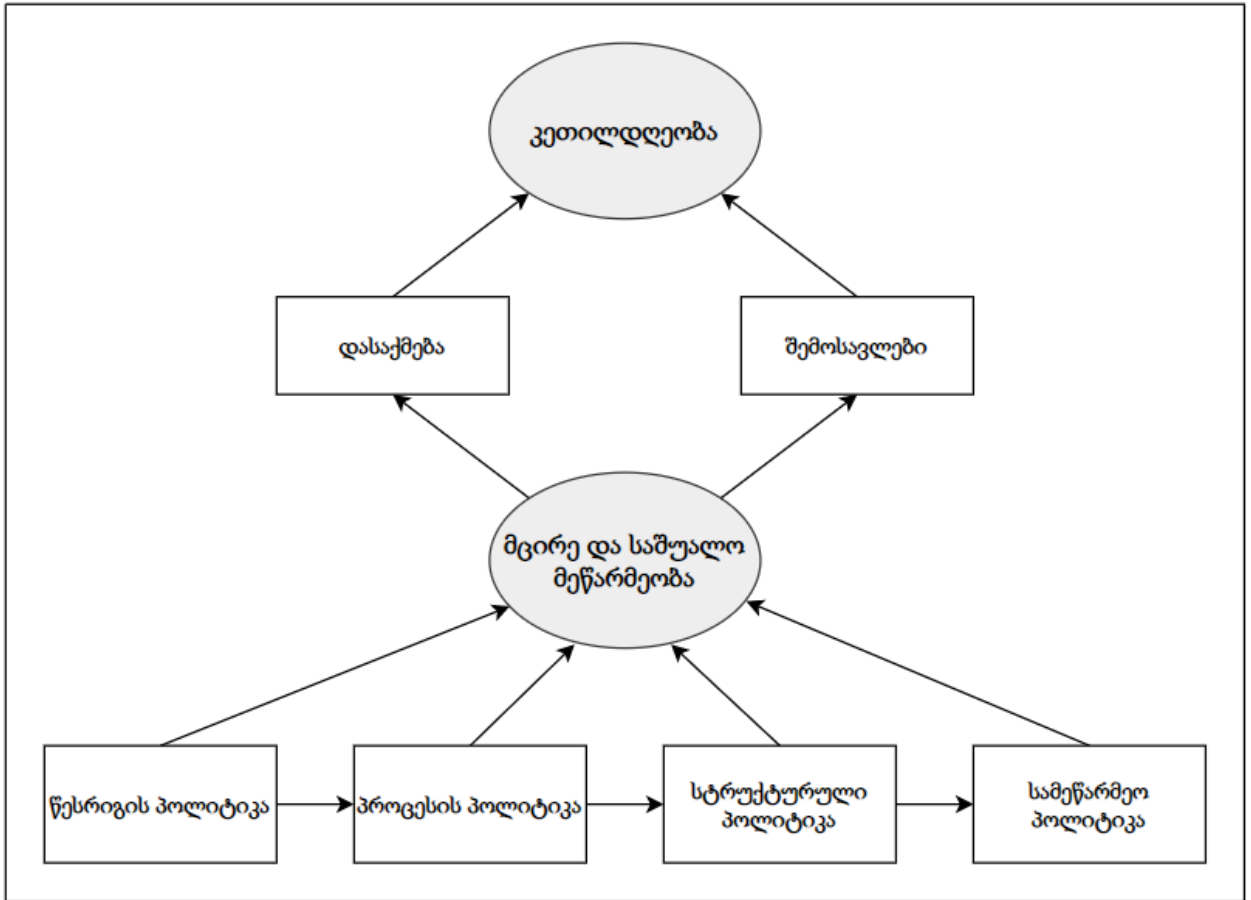 კეთილდღეობა
დასაქმება
შემოსავლები
მცირე და საშუალო
მეწარმეობა
წესრიგის პოლიტიკა
პროცესის პოლიტიკა
სტრუქტურული
პოლიტიკა
სამეწარმეო
პოლიტიკა